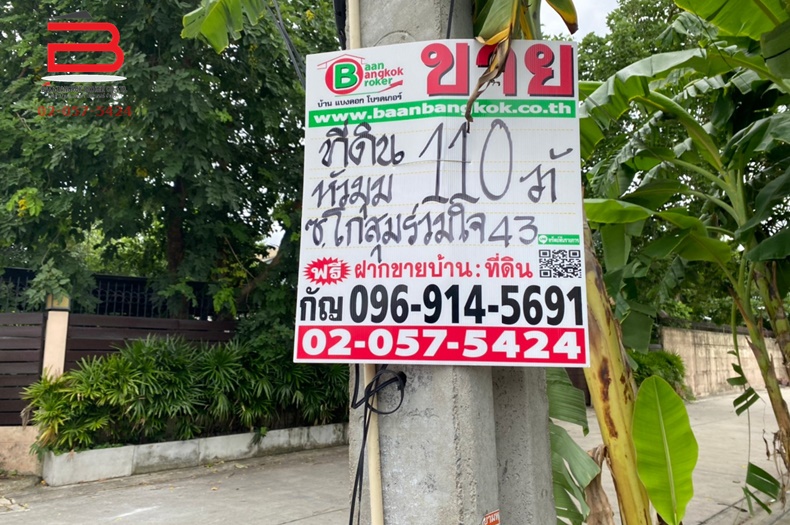 B
02-057-5424
Baan
Bangkok
Broker
บ้าน แบงคอก โบรคเกอร์
ขาย
www.baanbangkok.co.th
ที่ดิน 110 วา
หัวมุม
ซ.โกสุมร่วมใจ 43
ฟรี ฝากขายบ้าน : ที่ดิน
กัญ 096-914-5691
02-057-5424